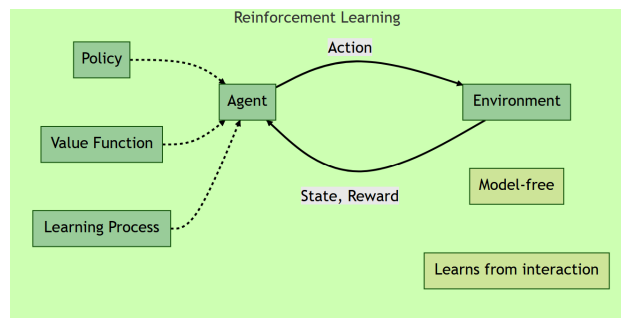 Reinforcement Learning
Action
Policy
Agent
Environment
Value Function
Model-free
State, Reward
Learning Process
Learns from interaction